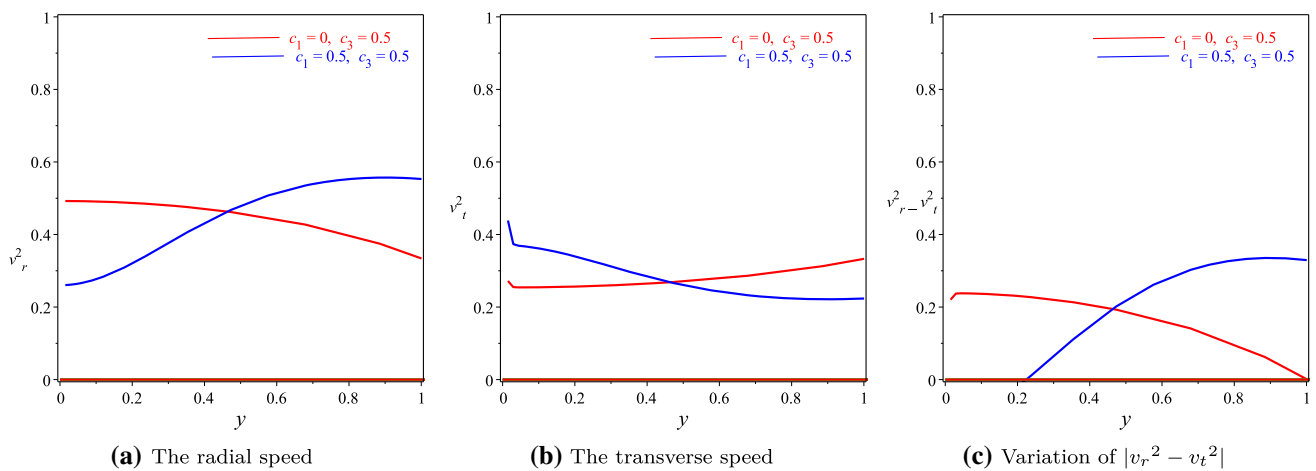 1
c₁ = 0, c₃ = 0.5
c₁ = 0.5, c₃ = 0.5
0.8
0.6
0.4
v²ᵣ
0.2
0
0 0.2 0.4 0.6 0.8 1
y
(a) The radial speed
1
c₁ = 0, c₃ = 0.5
c₁ = 0.5, c₃ = 0.5
0.8
0.6
v²ₜ
0.4
0.2
0
0 0.2 0.4 0.6 0.8 1
y
(b) The transverse speed
1
c₁ = 0, c₃ = 0.5
c₁ = 0.5, c₃ = 0.5
0.8
0.6
v²ᵣ – v²ₜ
0.4
0.2
0
0 0.2 0.4 0.6 0.8 1
y
(c) Variation of |vᵣ² − vₜ²|